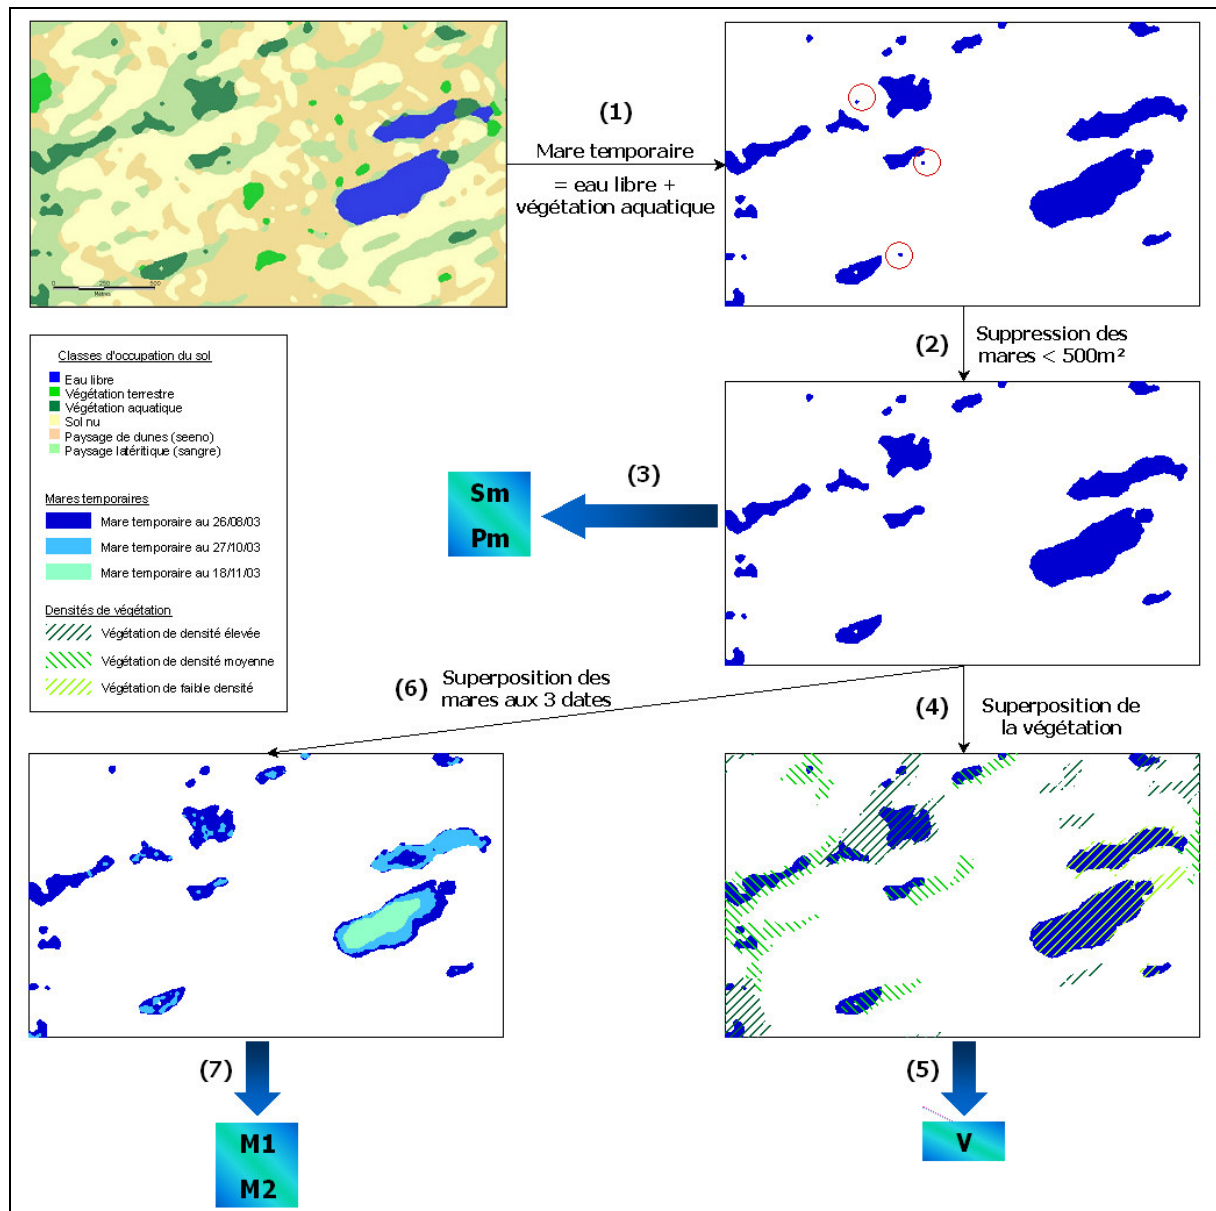 (1)
Mare temporaire
= eau libre +
végétation aquatique
0 250 500
Mètres
(2)
Suppression des
mares < 500m²
Classes d'occupation du sol
Eau libre
Végétation terrestre
Végétation aquatique
Sol nu
Paysage de dunes (seeno)
Paysage latéritique (sangre)
Mares temporaires
Mare temporaire au 26/08/03
Mare temporaire au 27/10/03
Mare temporaire au 18/11/03
Densités de végétation
Végétation de densité élevée
Végétation de densité moyenne
Végétation de faible densité
(3)
Sm
Pm
(6)
Superposition des
mares aux 3 dates
(4)
Superposition de
la végétation
(7)
M1
M2
(5)
V